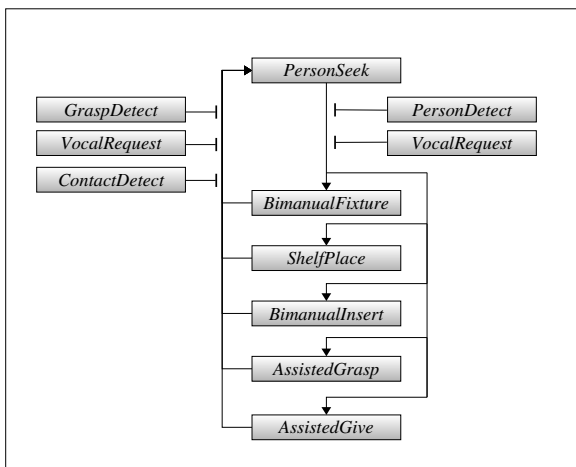 PersonSeek
GraspDetect
PersonDetect
VocalRequest
VocalRequest
ContactDetect
BimanualFixture
ShelfPlace
BimanualInsert
AssistedGrasp
AssistedGive